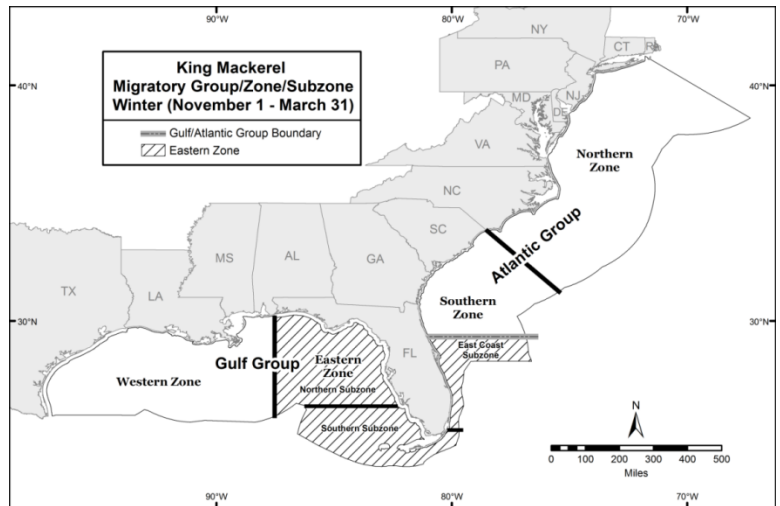 90°W
80°W
70°W
King Mackerel
Migratory Group/Zone/Subzone
Winter (November 1 - March 31)
Gulf/Atlantic Group Boundary
Eastern Zone
40°N
40°N
NY
CT
RI
PA
NJ
MD
DE
VA
Northern
Zone
NC
SC
Atlantic Group
TX
LA
MS
AL
GA
Southern
Zone
30°N
30°N
FL
East Coast
Subzone
Gulf Group
Eastern
Zone
Western Zone
Northern Subzone
Southern Subzone
N
0 50 100 200 300 400 500
Miles
90°W
80°W
70°W